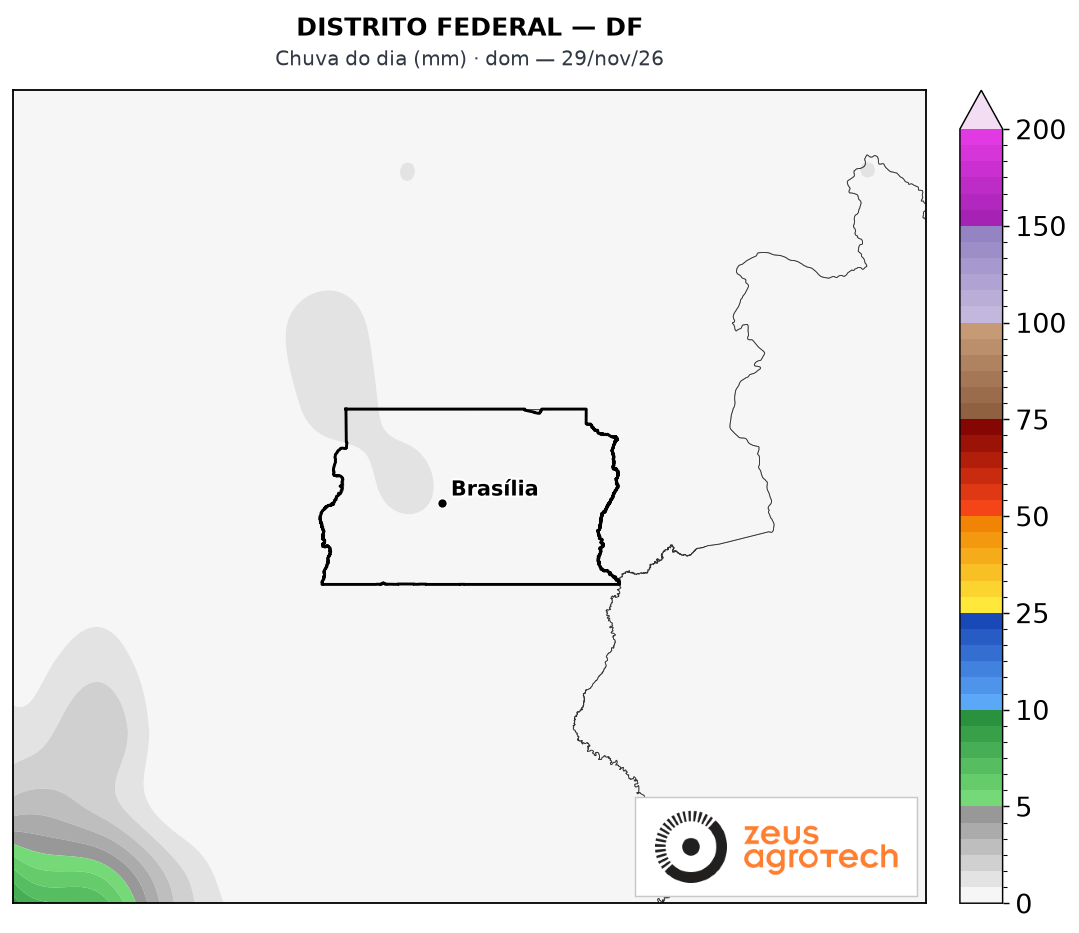 DISTRITO FEDERAL — DF
Chuva do dia (mm) · dom — 29/nov/26
200
150
100
75
50
25
10
5
0
Brasília
zeus
agrotech